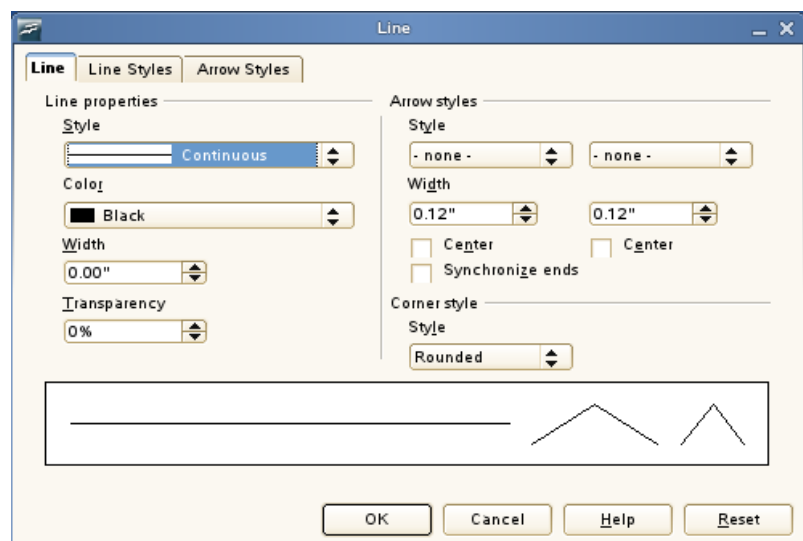 Line
Line Line Styles Arrow Styles
Line properties
Style
Continuous
Color
Black
Width
0.00"
Transparency
0%
Arrow styles
Style
- none - - none -
Width
0.12" 0.12"
Center Center
Synchronize ends
Corner style
Style
Rounded
OK Cancel Help Reset